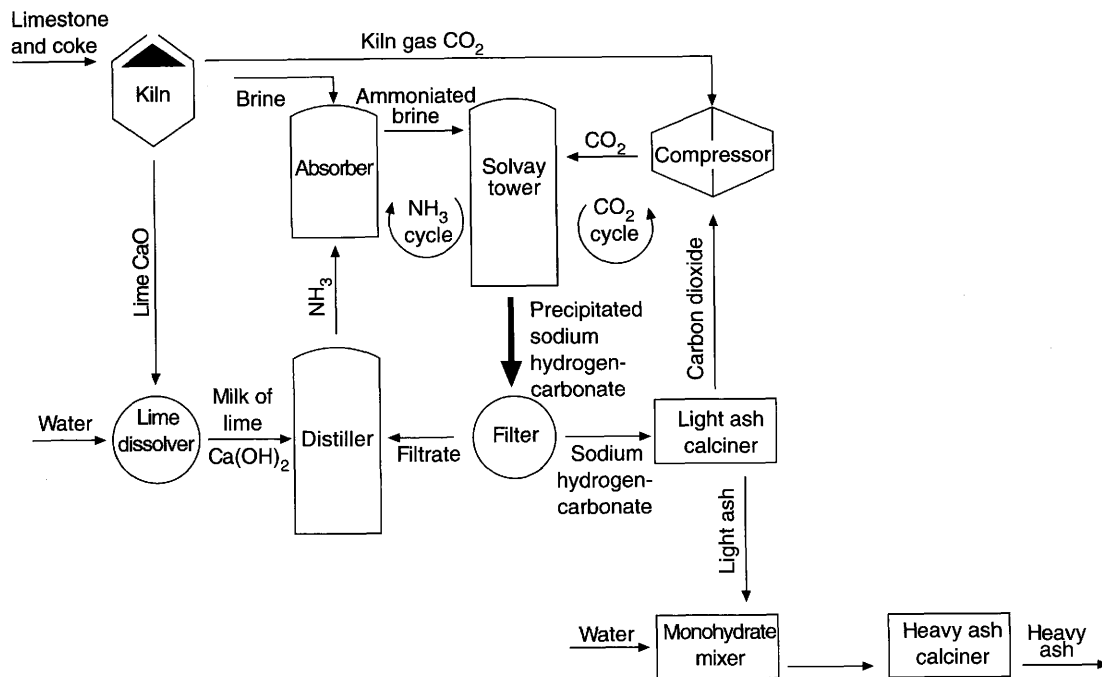 Limestone
and coke
Kiln
Kiln gas CO₂
Brine
Ammoniated
brine
Absorber
Solvay
tower
CO₂
Compressor
NH₃
cycle
CO₂
cycle
Lime CaO
NH₃
Carbon dioxide
Precipitated
sodium
hydrogen-
carbonate
Water
Lime
dissolver
Milk of
lime
Ca(OH)₂
Distiller
Filtrate
Filter
Sodium
hydrogen-
carbonate
Light ash
calciner
Light ash
Water
Monohydrate
mixer
Heavy ash
calciner
Heavy
ash